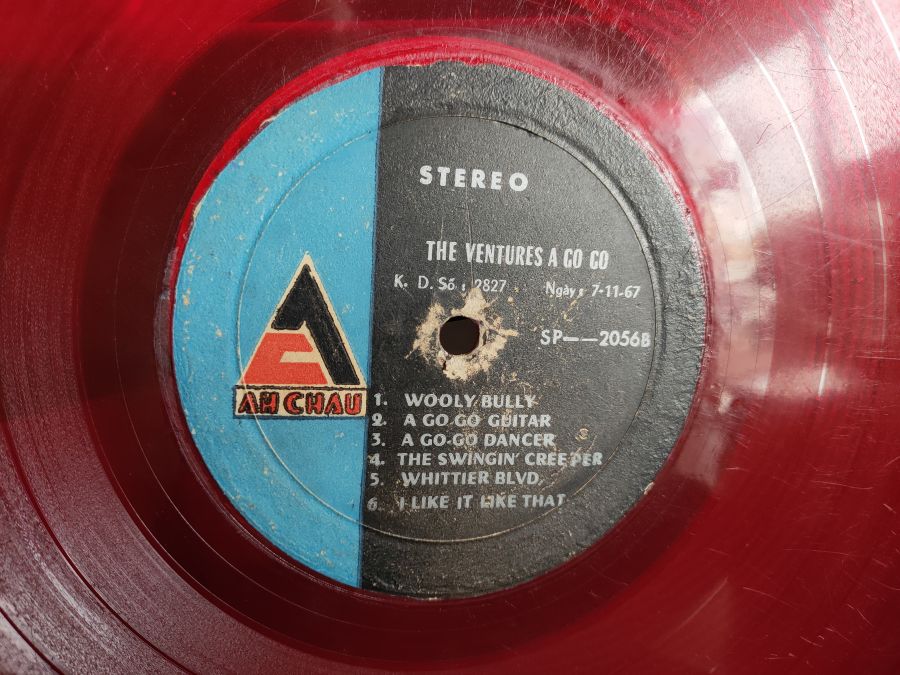 STEREO
THE VENTURES A GO GO
K. D. Số : 2827 Ngày : 7-11-67
SP——2056B
AH CHAU
1. WOOLY BULLY
2. A GO-GO GUITAR
3. A GO-GO DANCER
4. THE SWINGIN' CREEPER
5. WHITTIER BLVD.
6. I LIKE IT LIKE THAT